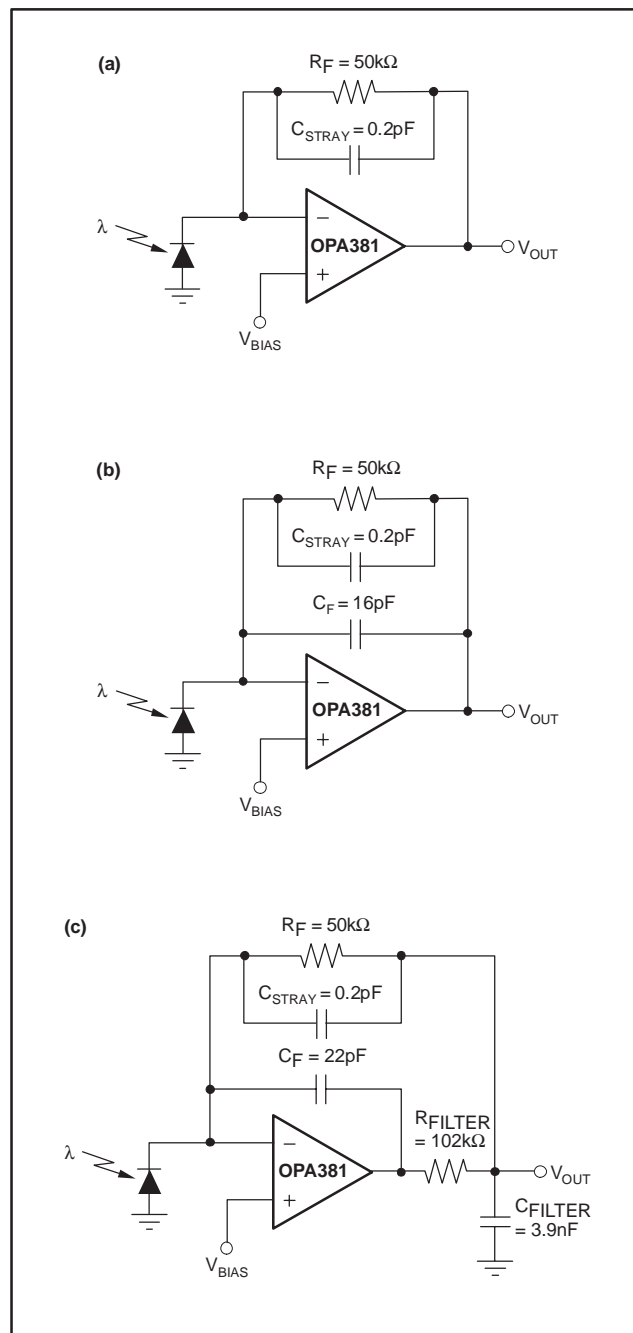 (a)
R_F = 50kΩ
C_STRAY = 0.2pF
λ
−
OPA381
+
V_OUT
V_BIAS
(b)
R_F = 50kΩ
C_STRAY = 0.2pF
C_F = 16pF
λ
−
OPA381
+
V_OUT
V_BIAS
(c)
R_F = 50kΩ
C_STRAY = 0.2pF
C_F = 22pF
R_FILTER
= 102kΩ
λ
−
OPA381
+
V_OUT
C_FILTER
= 3.9nF
V_BIAS